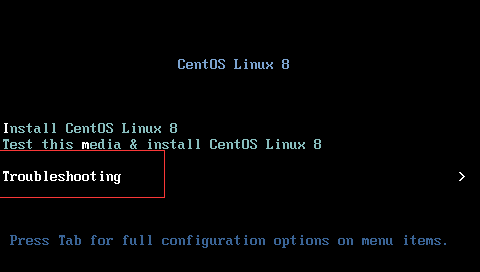 CentOS Linux 8
Install CentOS Linux 8
Test this media & install CentOS Linux 8
Troubleshooting >
Press Tab for full configuration options on menu items.